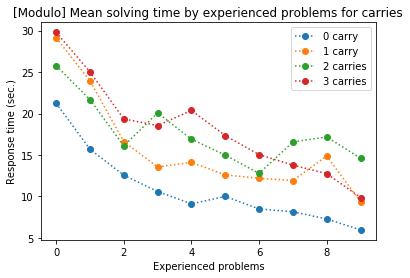 [Modulo] Mean solving time by experienced problems for carries
Response time (sec.)
30
25
20
15
10
5
0 carry
1 carry
2 carries
3 carries
0
2
4
6
8
Experienced problems